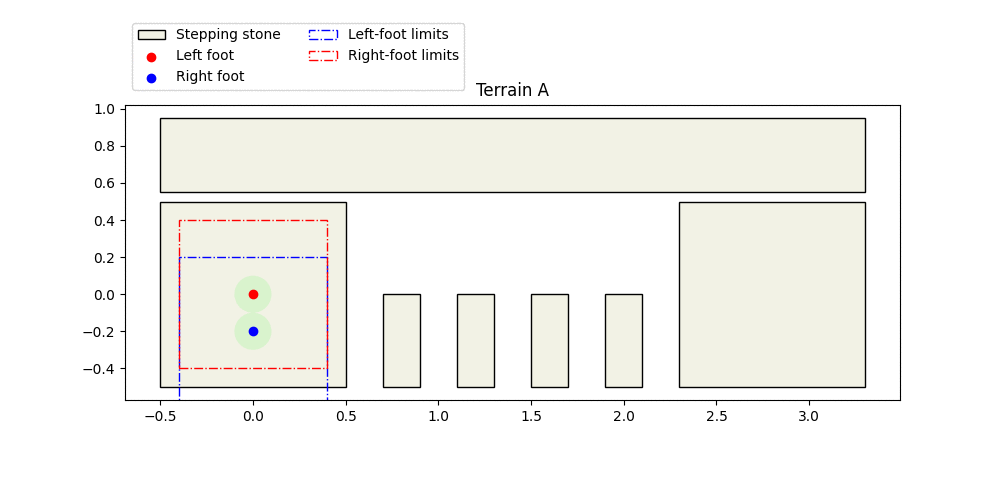 Stepping stone
Left foot
Right foot
Left-foot limits
Right-foot limits
Terrain A
1.0
0.8
0.6
0.4
0.2
0.0
−0.2
−0.4
−0.5 0.0 0.5 1.0 1.5 2.0 2.5 3.0